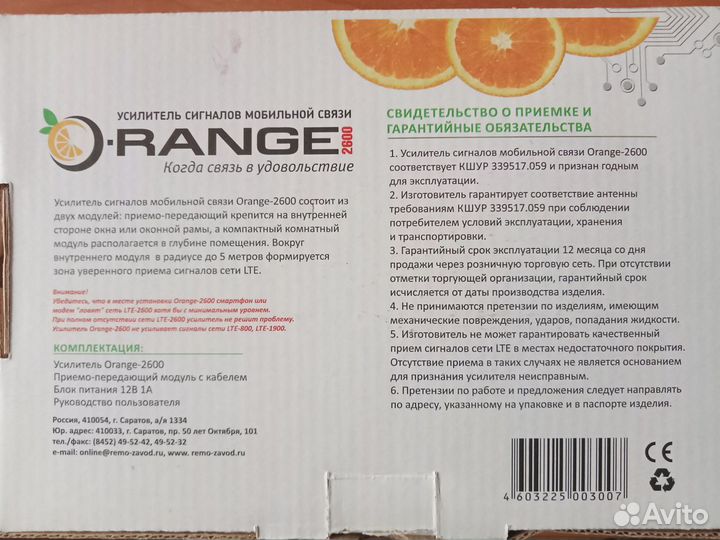 УСИЛИТЕЛЬ СИГНАЛОВ МОБИЛЬНОЙ СВЯЗИ
O-RANGE 2600
Когда связь в удовольствие
Усилитель сигналов мобильной связи Orange-2600 состоит из
двух модулей: приемо-передающий крепится на внутренней
стороне окна или оконной рамы, а компактный комнатный
модуль располагается в глубине помещения. Вокруг
внутреннего модуля в радиусе до 5 метров формируется
зона уверенного приема сигналов сети LTE.
Внимание!
Убедитесь, что в месте установки Orange-2600 смартфон или
модем "ловят" сеть LTE-2600 хотя бы с минимальным уровнем.
При полном отсутствии сети LTE-2600 усилитель не решит проблему.
Усилитель Orange-2600 не усиливает сигналы сети LTE-800, LTE-1900.
КОМПЛЕКТАЦИЯ:
Усилитель Orange-2600
Приемо-передающий модуль с кабелем
Блок питания 12В 1А
Руководство пользователя
Россия, 410054, г. Саратов, а/я 1334
Юр. адрес: 410033, г. Саратов, пр. 50 лет Октября, 101
тел./факс: (8452) 49-52-42, 49-52-32
e-mail: online@remo-zavod.ru, ok@remo-zavod.ru
СВИДЕТЕЛЬСТВО О ПРИЕМКЕ И
ГАРАНТИЙНЫЕ ОБЯЗАТЕЛЬСТВА
1. Усилитель сигналов мобильной связи Orange-2600
соответствует КШУР 339517.059 и признан годным
для эксплуатации.
2. Изготовитель гарантирует соответствие антенны
требованиям КШУР 339517.059 при соблюдении
потребителем условий эксплуатации, хранения
и транспортировки.
3. Гарантийный срок эксплуатации 12 месяца со дня
продажи через розничную торговую сеть. При отсутствии
отметки торгующей организации, гарантийный срок
исчисляется от даты производства изделия.
4. Не принимаются претензии по изделиям, имеющим
механические повреждения, ударов, попадания жидкости.
5. Изготовитель не может гарантировать качественный
прием сигналов сети LTE в местах недостаточного покрытия.
Отсутствие приема в таких случаях не является основанием
для признания усилителя неисправным.
6. Претензии по работе и предложения следует направлять
по адресу, указанному на упаковке и в паспорте изделия.
4 603225 003007
CE
Avito